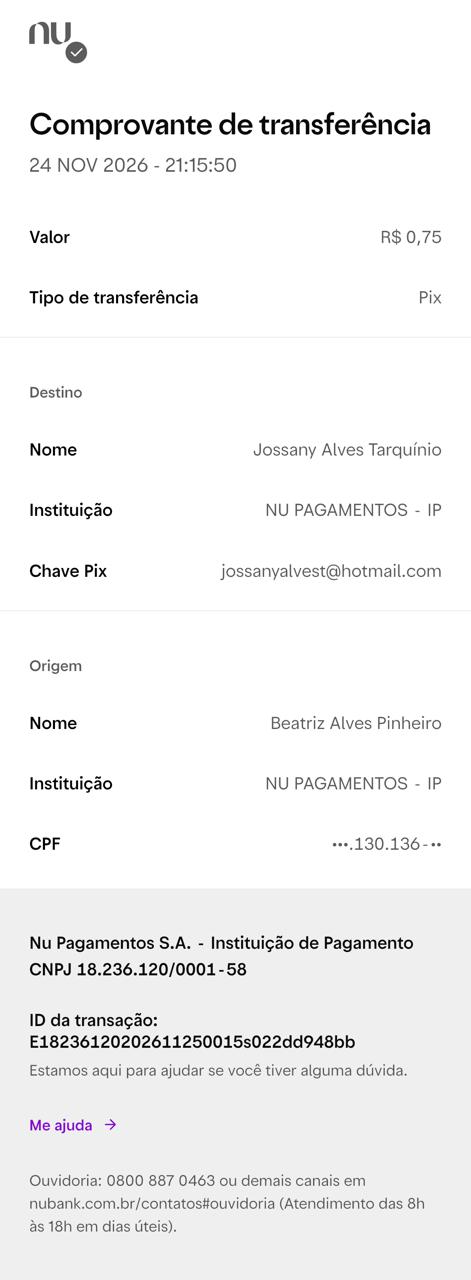 nu
Comprovante de transferência
24 NOV 2026 - 21:15:50
Valor R$ 0,75
Tipo de transferência Pix
Destino
Nome Jossany Alves Tarquínio
Instituição NU PAGAMENTOS - IP
Chave Pix jossanyalvest@hotmail.com
Origem
Nome Beatriz Alves Pinheiro
Instituição NU PAGAMENTOS - IP
CPF •••.130.136-••
Nu Pagamentos S.A. - Instituição de Pagamento
CNPJ 18.236.120/0001-58
ID da transação:
E18236120202611250015s022dd948bb
Estamos aqui para ajudar se você tiver alguma dúvida.
Me ajuda →
Ouvidoria: 0800 887 0463 ou demais canais em
nubank.com.br/contatos#ouvidoria (Atendimento das 8h
às 18h em dias úteis).